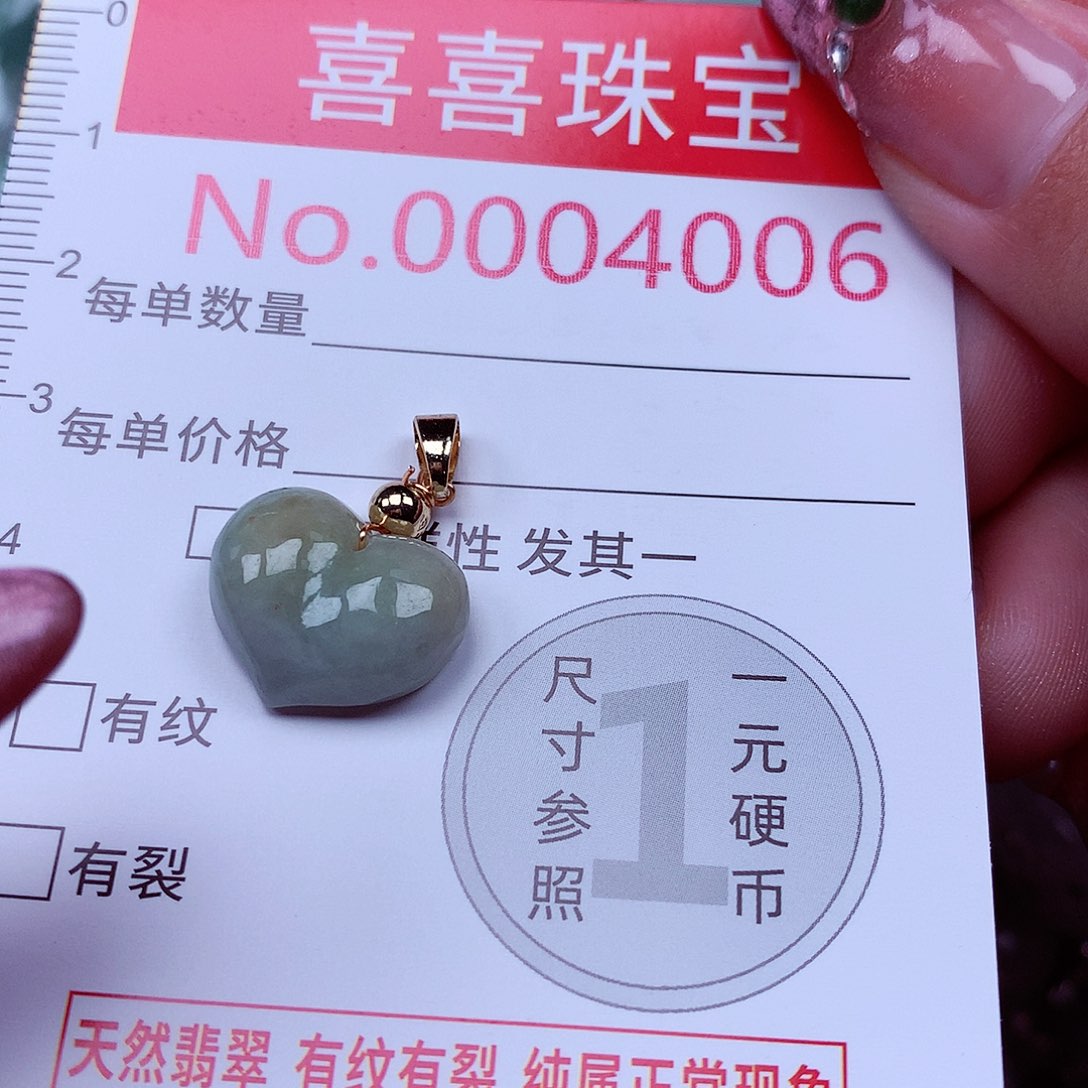 喜喜珠宝
No.0004006
0
1
2
3
4
每单数量
每单价格
性 发其一
有纹
有裂
尺寸参照
1
一元硬币
天然翡翠 有纹有裂 纯属正常现象